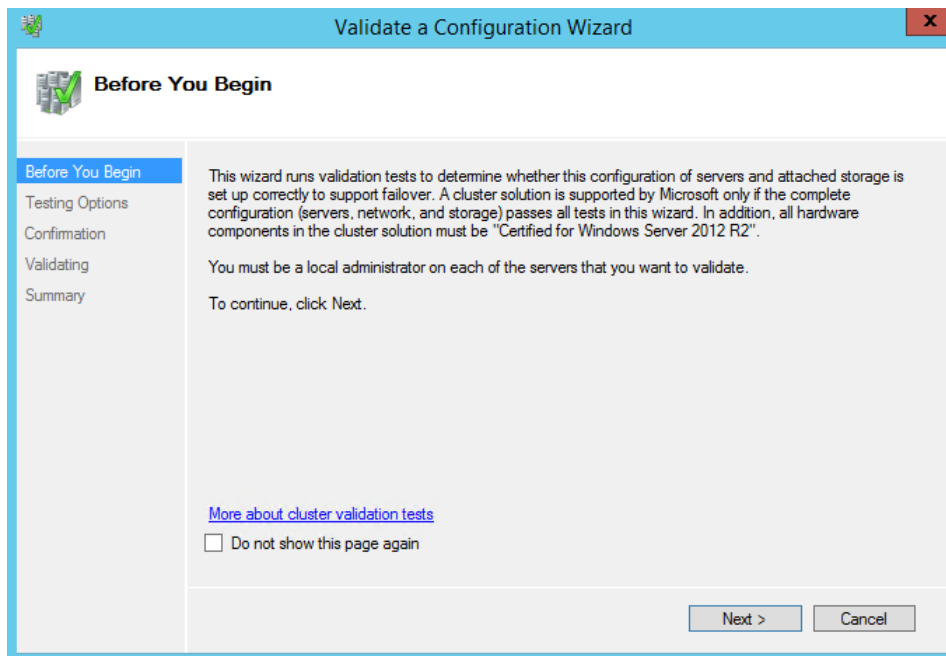 Validate a Configuration Wizard
x
Before You Begin
Before You Begin
Testing Options
Confirmation
Validating
Summary
This wizard runs validation tests to determine whether this configuration of servers and attached storage is
set up correctly to support failover. A cluster solution is supported by Microsoft only if the complete
configuration (servers, network, and storage) passes all tests in this wizard. In addition, all hardware
components in the cluster solution must be "Certified for Windows Server 2012 R2".
You must be a local administrator on each of the servers that you want to validate.
To continue, click Next.
More about cluster validation tests
Do not show this page again
Next >
Cancel